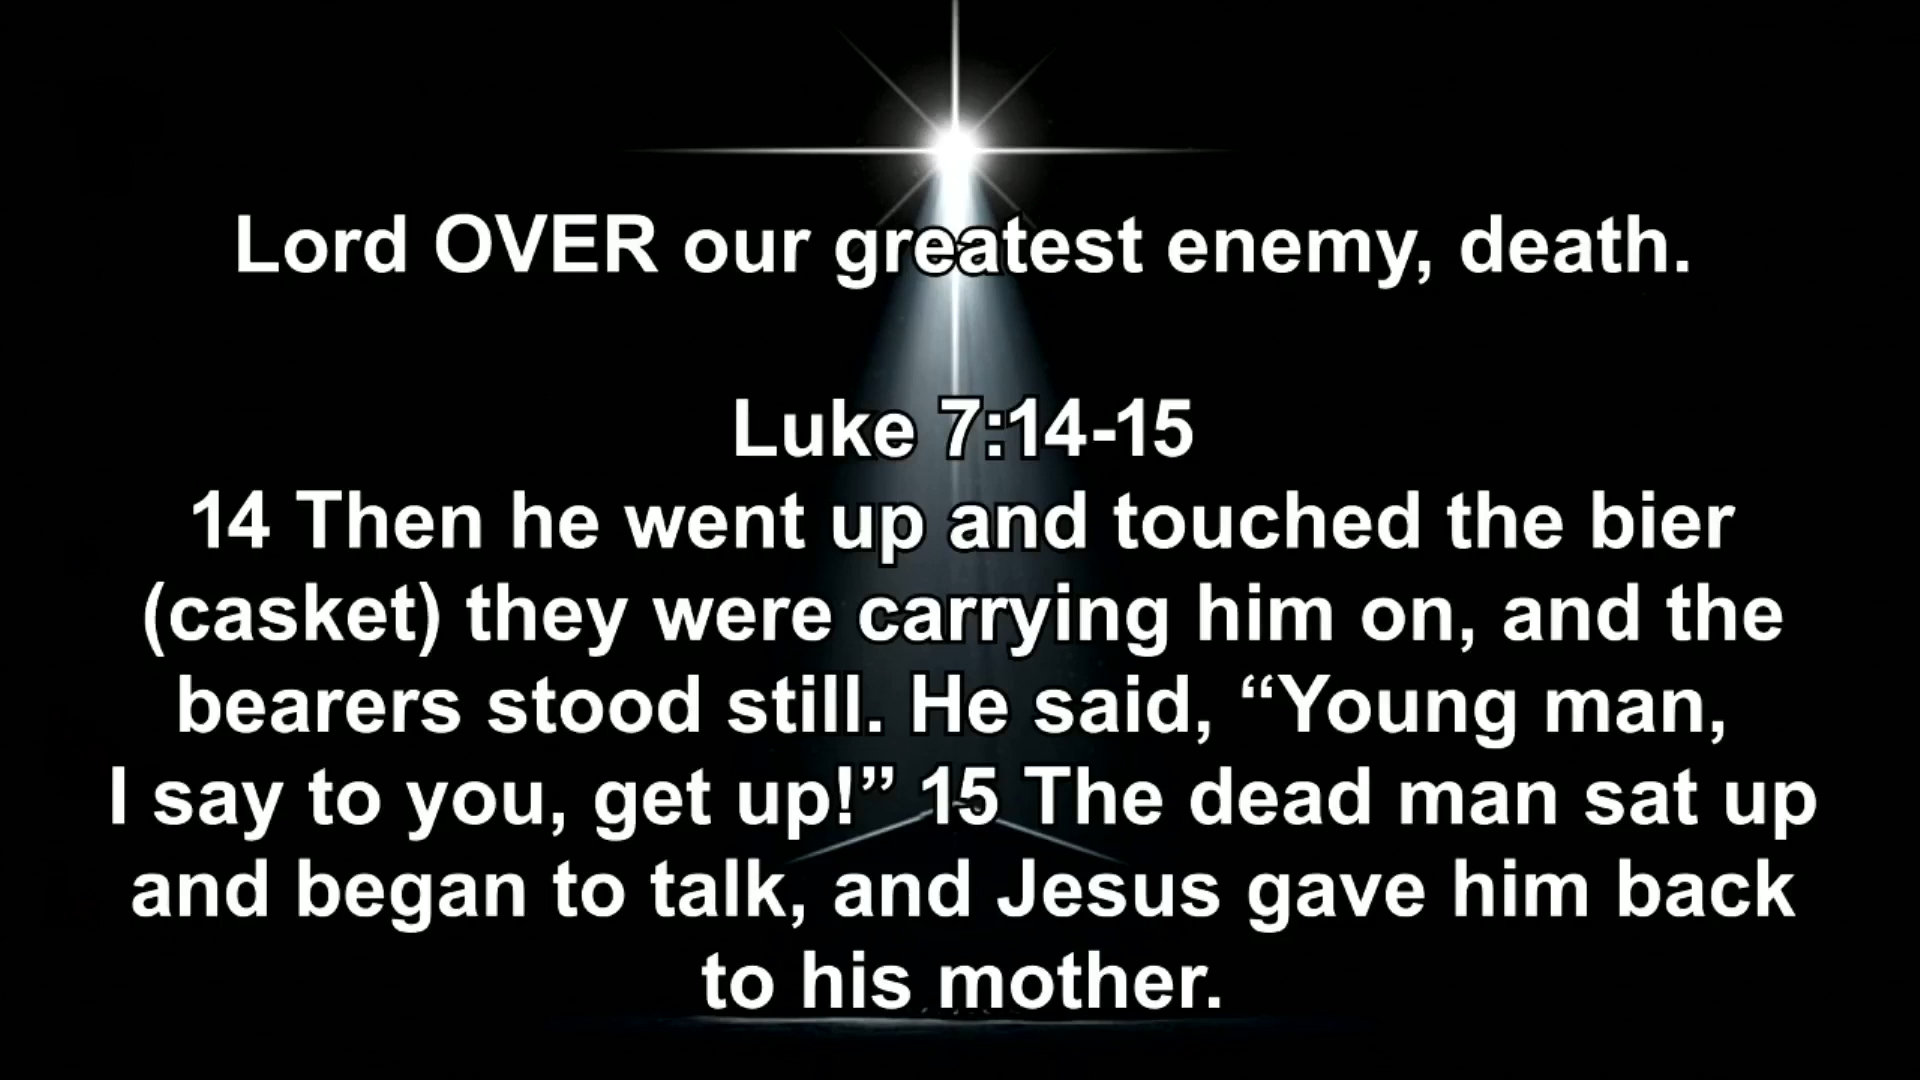 Lord OVER our greatest enemy, death.
Luke 7:14-15
14 Then he went up and touched the bier
(casket) they were carrying him on, and the
bearers stood still. He said, “Young man,
I say to you, get up!” 15 The dead man sat up
and began to talk, and Jesus gave him back
to his mother.